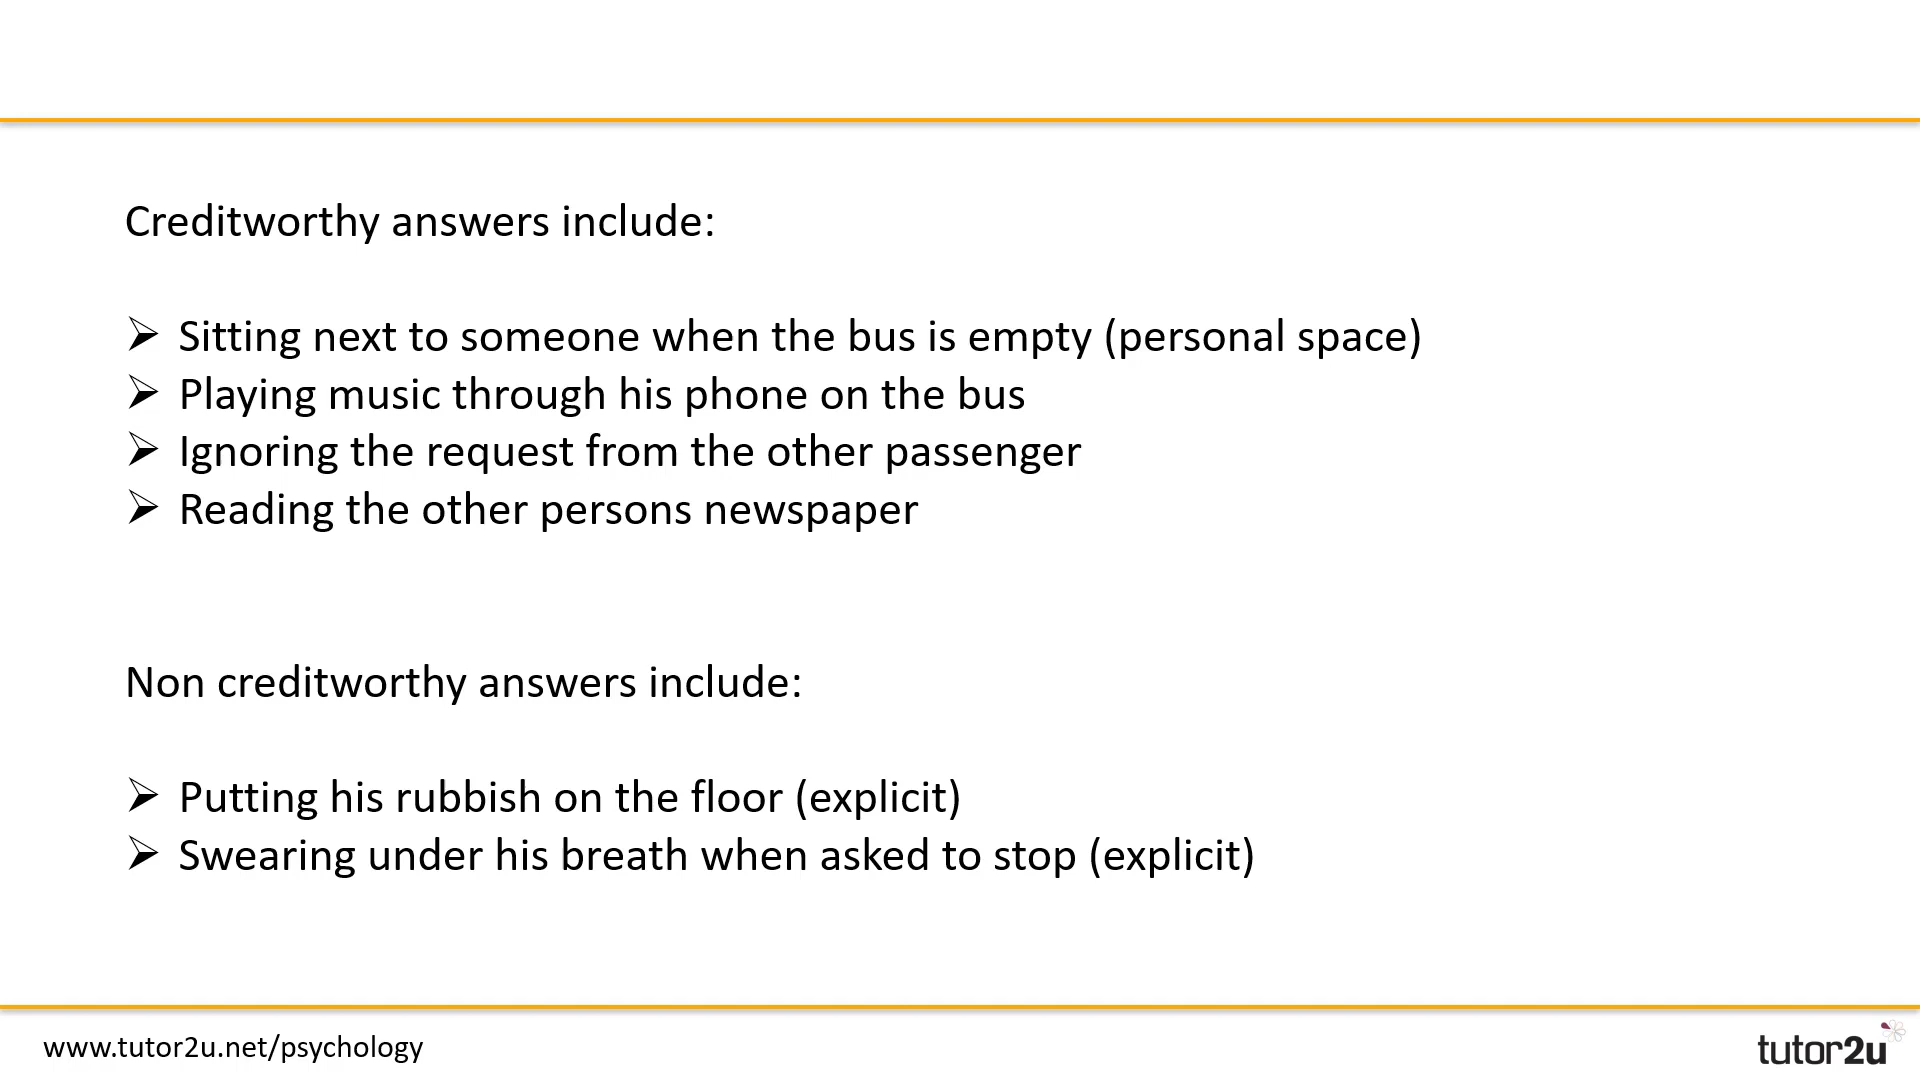 Creditworthy answers include:
➢ Sitting next to someone when the bus is empty (personal space)
➢ Playing music through his phone on the bus
➢ Ignoring the request from the other passenger
➢ Reading the other persons newspaper
Non creditworthy answers include:
➢ Putting his rubbish on the floor (explicit)
➢ Swearing under his breath when asked to stop (explicit)
www.tutor2u.net/psychology
tutor2u